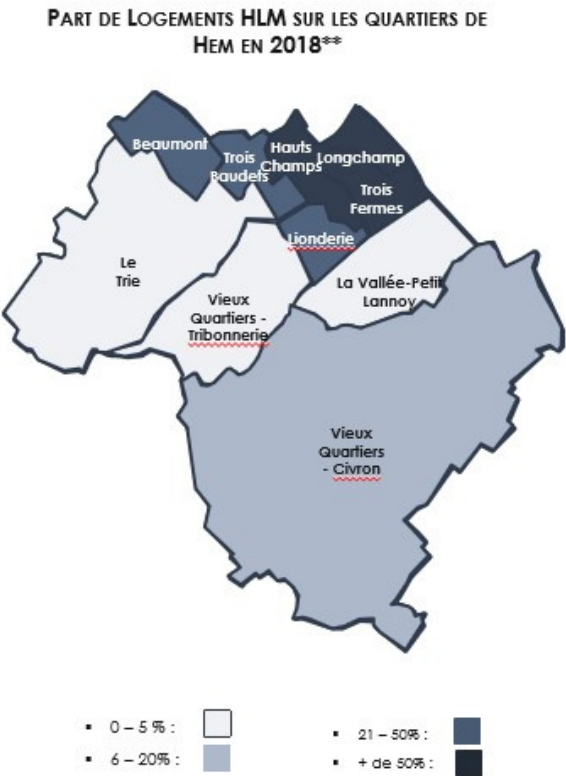 PART DE LOGEMENTS HLM SUR LES QUARTIERS DE
HEM EN 2018**
Beaumont
Trois
Baudets
Hauts
Champs
Longchamp
Trois
Fermes
Lionderie
Le
Trie
Vieux
Quartiers -
Tribonnerie
La Vallée-Petit
Lannoy
Vieux
Quartiers
- Civron
▪ 0 – 5 % :
▪ 6 – 20% :
▪ 21 – 50% :
▪ + de 50% :